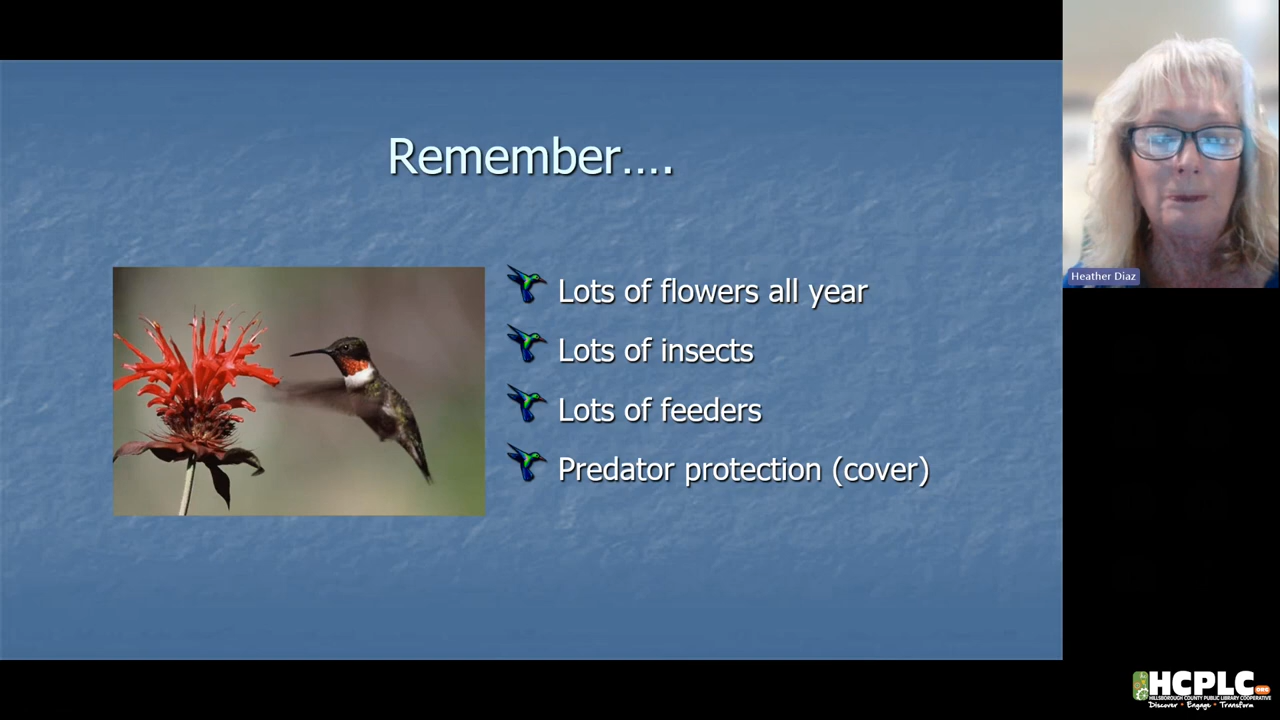 Remember....
Lots of flowers all year
Lots of insects
Lots of feeders
Predator protection (cover)
Heather Diaz
HCPLC.ORG
HILLSBOROUGH COUNTY PUBLIC LIBRARY COOPERATIVE
Discover • Engage • Transform